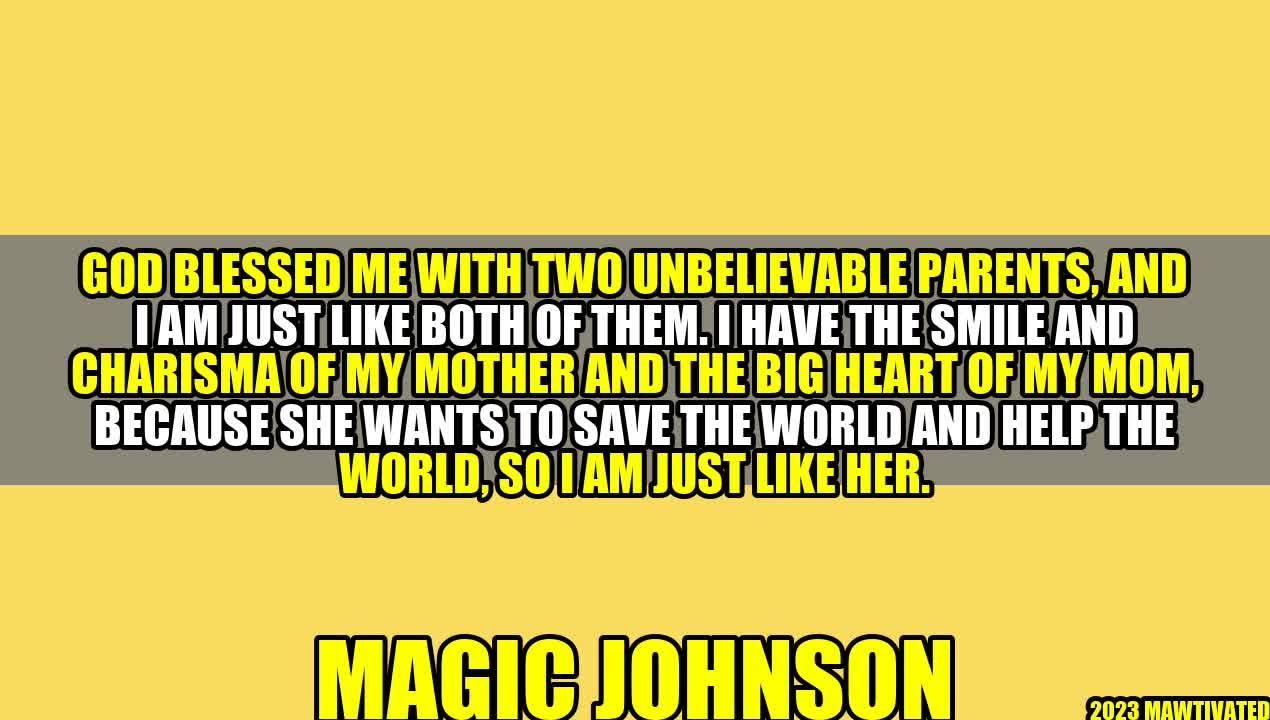 GOD BLESSED ME WITH TWO UNBELIEVABLE PARENTS, AND
I AM JUST LIKE BOTH OF THEM. I HAVE THE SMILE AND
CHARISMA OF MY MOTHER AND THE BIG HEART OF MY MOM,
BECAUSE SHE WANTS TO SAVE THE WORLD AND HELP THE
WORLD, SO I AM JUST LIKE HER.
MAGIC JOHNSON
2023 MAWTIVATED